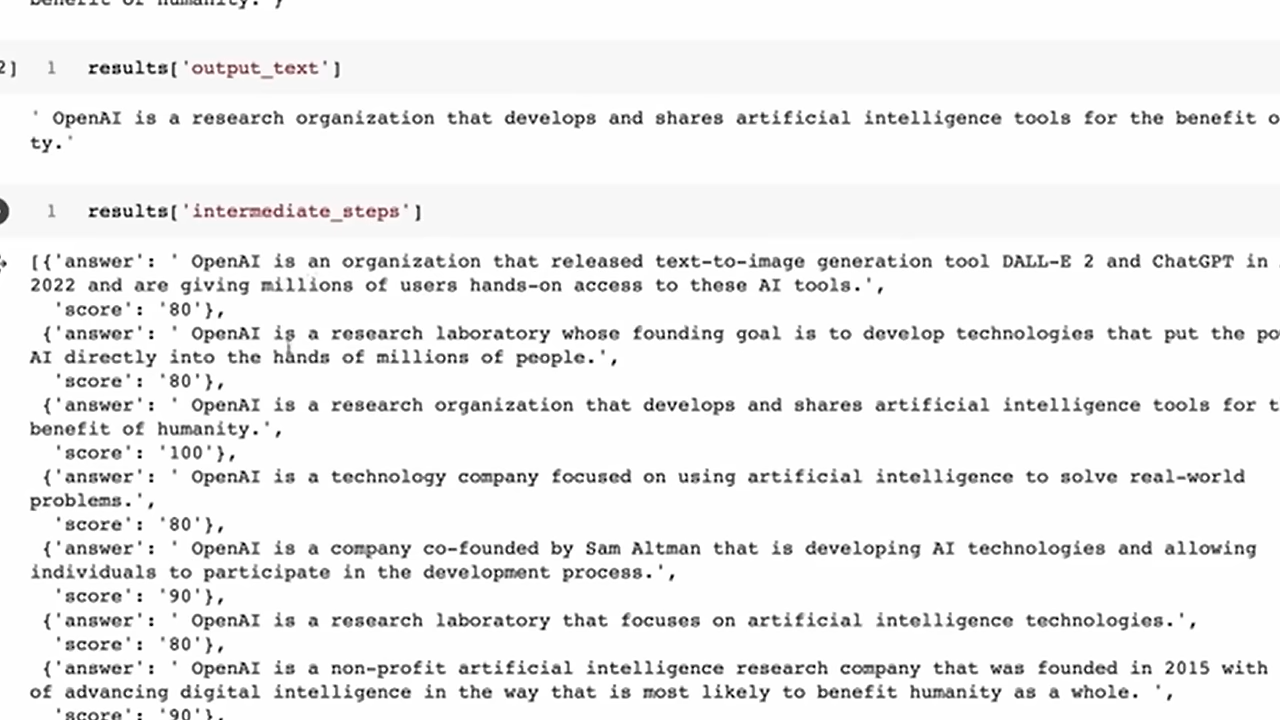 benefit of humanity.'}
2] 1 results['output_text']
' OpenAI is a research organization that develops and shares artificial intelligence tools for the benefit o
ty.'
1 results['intermediate_steps']
[{'answer': ' OpenAI is an organization that released text-to-image generation tool DALL-E 2 and ChatGPT in
2022 and are giving millions of users hands-on access to these AI tools.',
'score': '80'},
{'answer': ' OpenAI is a research laboratory whose founding goal is to develop technologies that put the po
AI directly into the hands of millions of people.',
'score': '80'},
{'answer': ' OpenAI is a research organization that develops and shares artificial intelligence tools for t
benefit of humanity.',
'score': '100'},
{'answer': ' OpenAI is a technology company focused on using artificial intelligence to solve real-world
problems.',
'score': '80'},
{'answer': ' OpenAI is a company co-founded by Sam Altman that is developing AI technologies and allowing
individuals to participate in the development process.',
'score': '90'},
{'answer': ' OpenAI is a research laboratory that focuses on artificial intelligence technologies.',
'score': '80'},
{'answer': ' OpenAI is a non-profit artificial intelligence research company that was founded in 2015 with
of advancing digital intelligence in the way that is most likely to benefit humanity as a whole. ',
'score': '90'},